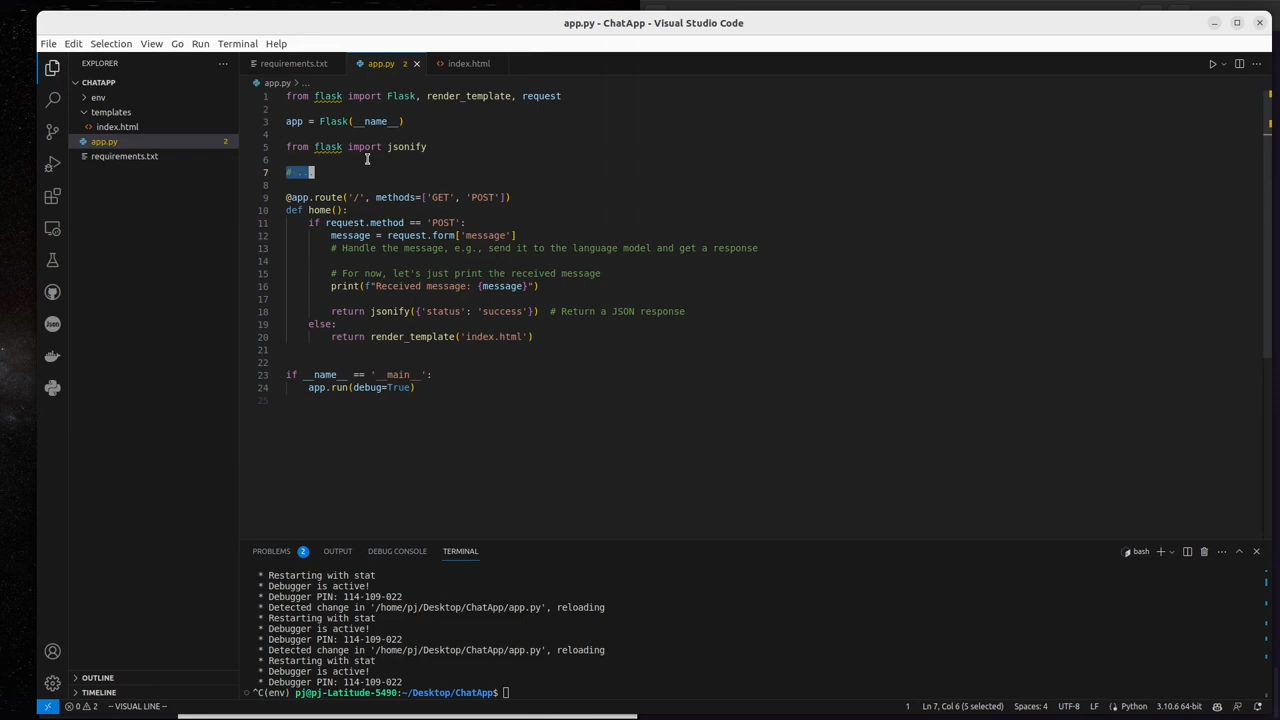 app.py - ChatApp - Visual Studio Code
File Edit Selection View Go Run Terminal Help
EXPLORER
CHATAPP
env
templates
index.html
app.py 2
requirements.txt
OUTLINE
TIMELINE
requirements.txt app.py 2 index.html
app.py > ...
1 from flask import Flask, render_template, request
2
3 app = Flask(__name__)
4
5 from flask import jsonify
6
7 # ...
8
9 @app.route('/', methods=['GET', 'POST'])
10 def home():
11 if request.method == 'POST':
12 message = request.form['message']
13 # Handle the message, e.g., send it to the language model and get a response
14
15 # For now, let's just print the received message
16 print(f"Received message: {message}")
17
18 return jsonify({'status': 'success'}) # Return a JSON response
19 else:
20 return render_template('index.html')
21
22
23 if __name__ == '__main__':
24 app.run(debug=True)
25
PROBLEMS 2 OUTPUT DEBUG CONSOLE TERMINAL
bash
* Restarting with stat
* Debugger is active!
* Debugger PIN: 114-109-022
* Detected change in '/home/pj/Desktop/ChatApp/app.py', reloading
* Restarting with stat
* Debugger is active!
* Debugger PIN: 114-109-022
* Detected change in '/home/pj/Desktop/ChatApp/app.py', reloading
* Restarting with stat
* Debugger is active!
* Debugger PIN: 114-109-022
^C(env) pj@pj-Latitude-5490:~/Desktop/ChatApp$
0 2 -- VISUAL LINE -- 1 Ln 7, Col 6 (5 selected) Spaces: 4 UTF-8 LF Python 3.10.6 64-bit
Json